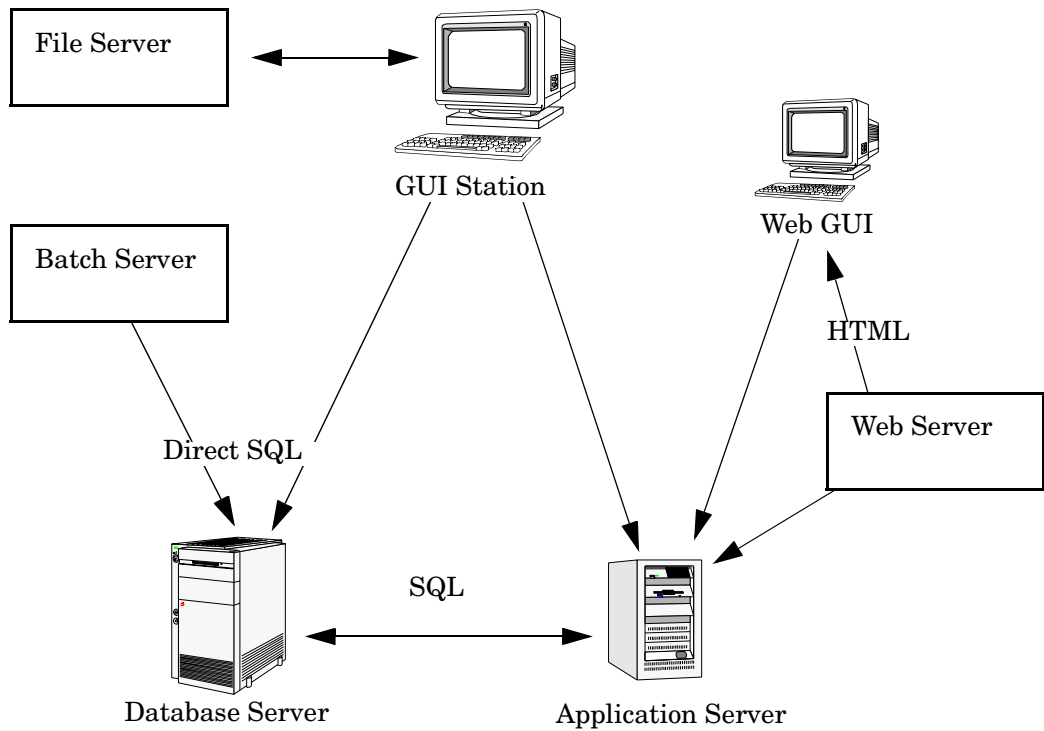 File Server
GUI Station
Web GUI
Batch Server
HTML
Web Server
Direct SQL
SQL
Database Server
Application Server